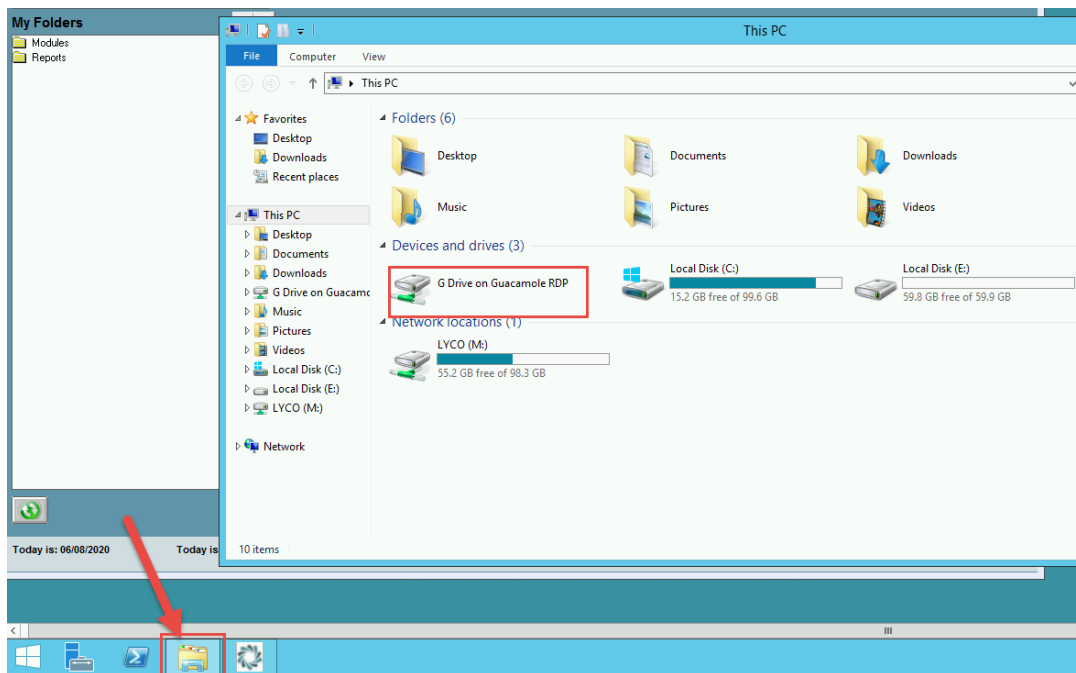 My Folders
Modules
Reports
Today is: 06/08/2020
Today is
This PC
File
Computer
View
This PC
Favorites
Desktop
Downloads
Recent places
This PC
Desktop
Documents
Downloads
G Drive on Guacamc
Music
Pictures
Videos
Local Disk (C:)
Local Disk (E:)
LYCO (M:)
Network
Folders (6)
Desktop
Documents
Downloads
Music
Pictures
Videos
Devices and drives (3)
G Drive on Guacamole RDP
Local Disk (C:)
15.2 GB free of 99.6 GB
Local Disk (E:)
59.8 GB free of 59.9 GB
Network locations (1)
LYCO (M:)
55.2 GB free of 98.3 GB
10 items